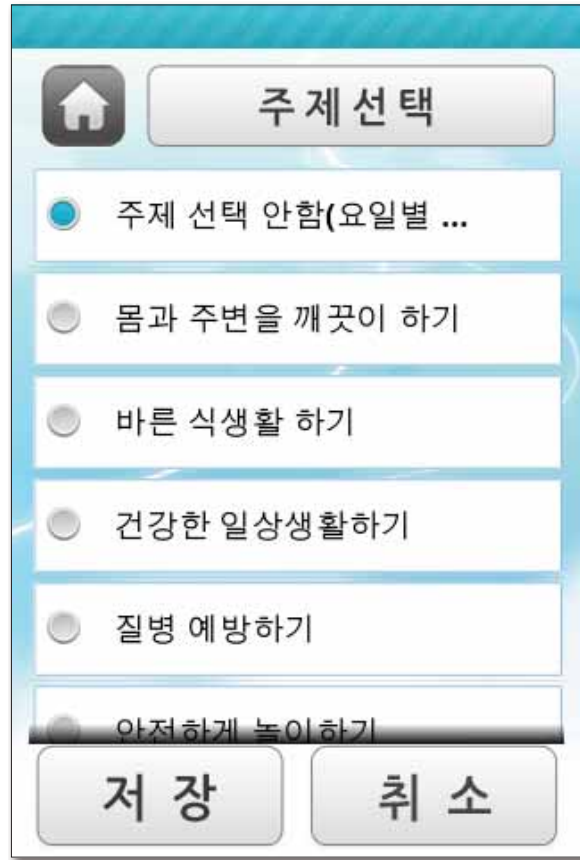 주제선택
주제 선택 안함(요일별 ...
몸과 주변을 깨끗이 하기
바른 식생활 하기
건강한 일상생활하기
질병 예방하기
안전하게 놀이하기
저 장
취 소